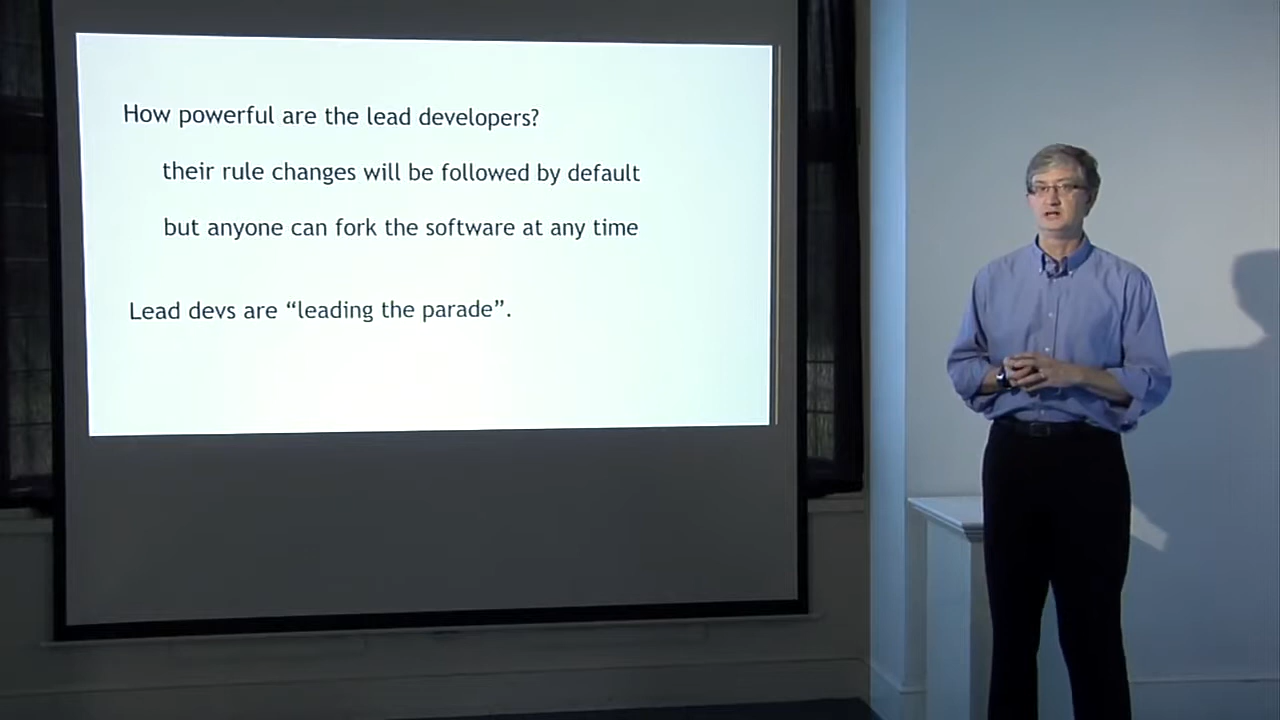 How powerful are the lead developers?
their rule changes will be followed by default
but anyone can fork the software at any time
Lead devs are “leading the parade”.